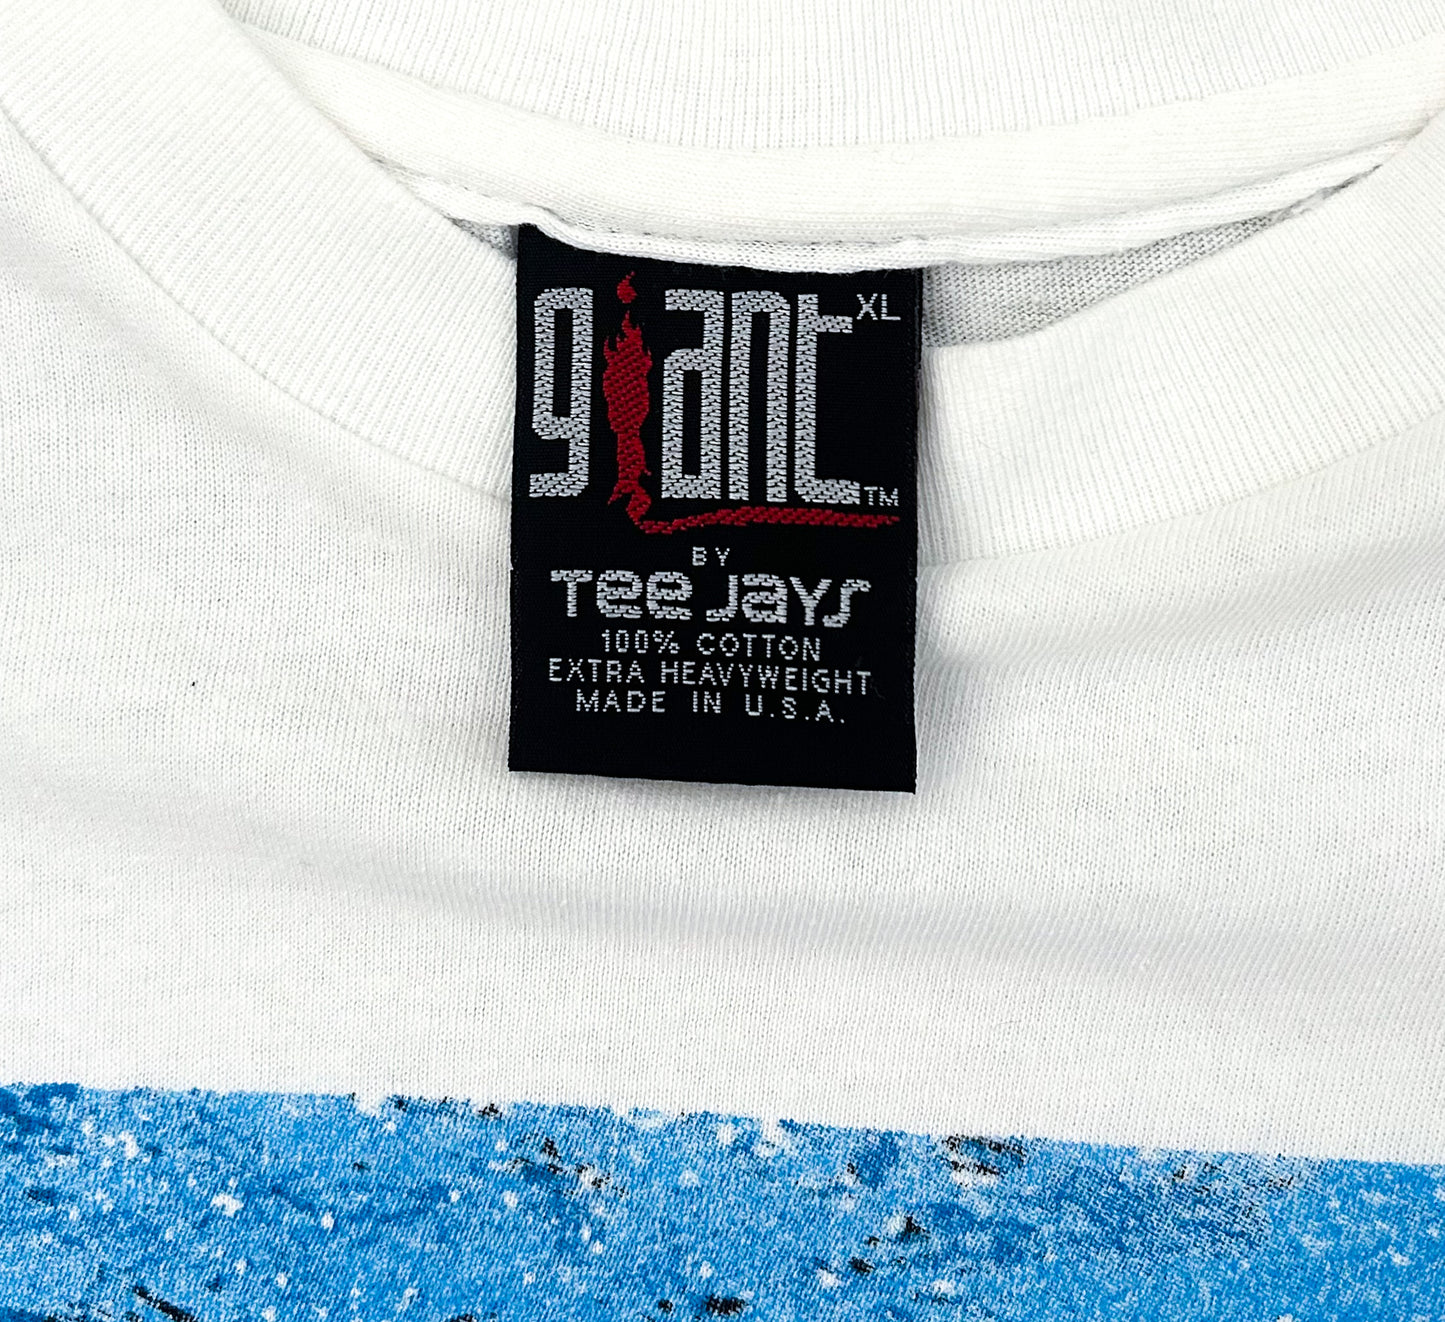 giant XL
TM
BY
Tee Jays
100% COTTON
EXTRA HEAVYWEIGHT
MADE IN U.S.A.